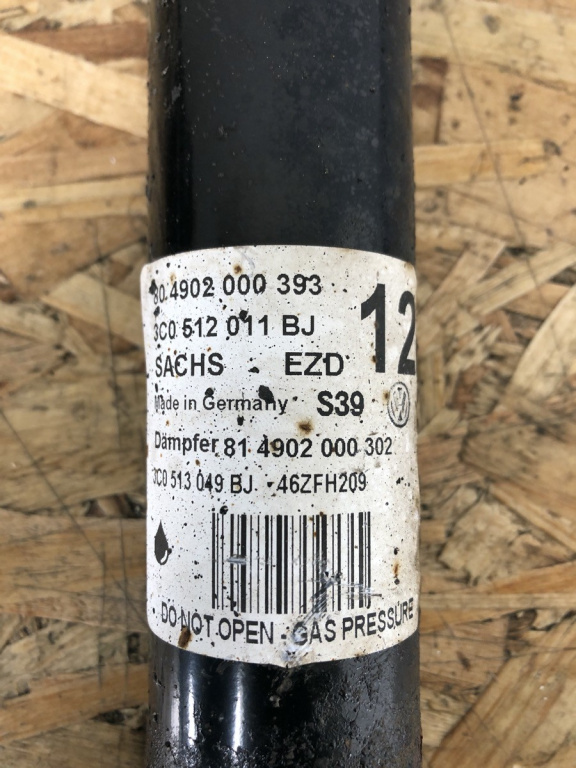 80 4902 000 393
3C0 512 011 BJ
12
SACHS - EZD
Made in Germany S39
Dämpfer 81 4902 000 302
3C0 513 049 BJ. -46ZFH209
DO NOT OPEN - GAS PRESSURE